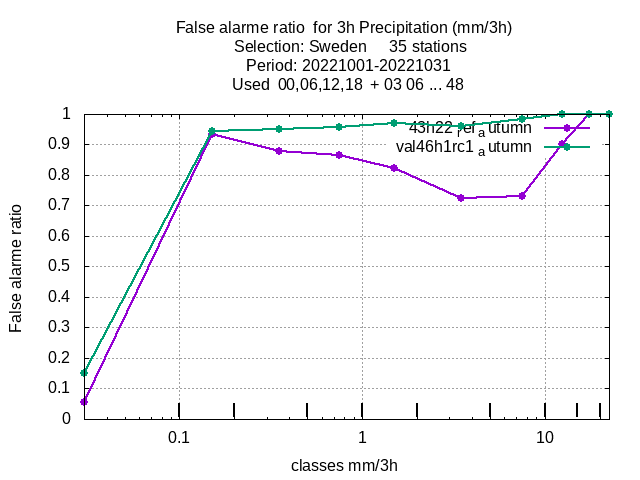 False alarme ratio  for 3h Precipitation (mm/3h)
Selection: Sweden     35 stations
Period: 20221001-20221031
Used  00,06,12,18  + 03 06 ... 48
43h22_ref_autumn
val46h1rc1_autumn
1
0.9
0.8
0.7
0.6
0.5
0.4
0.3
0.2
0.1
0
False alarme ratio
0.1 1 10
classes mm/3h